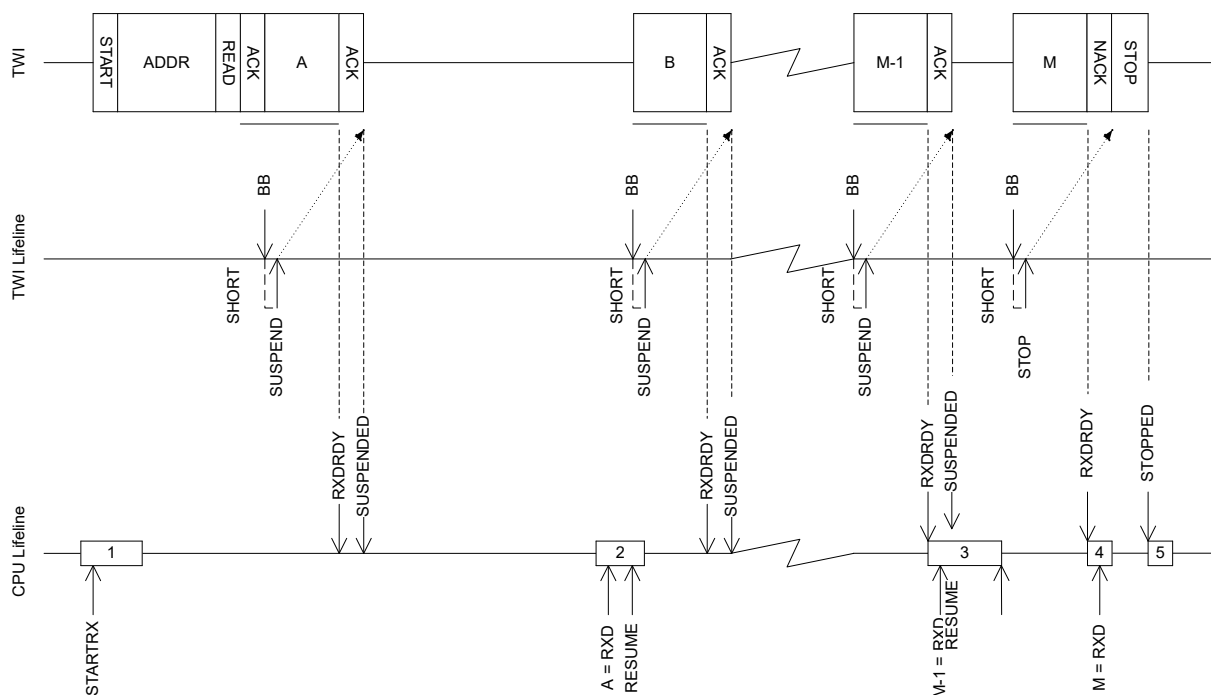 TWI
START
ADDR
READ
ACK
A
ACK
B
ACK
M-1
ACK
M
NACK
STOP
TWI Lifeline
BB
SHORT
SUSPEND
BB
SHORT
SUSPEND
BB
SHORT
SUSPEND
BB
SHORT
STOP
CPU Lifeline
RXDRDY
SUSPENDED
RXDRDY
SUSPENDED
RXDRDY
SUSPENDED
RXDRDY
STOPPED
1
2
3
4
5
STARTRX
A = RXD
RESUME
M-1 = RXD
RESUME
M = RXD